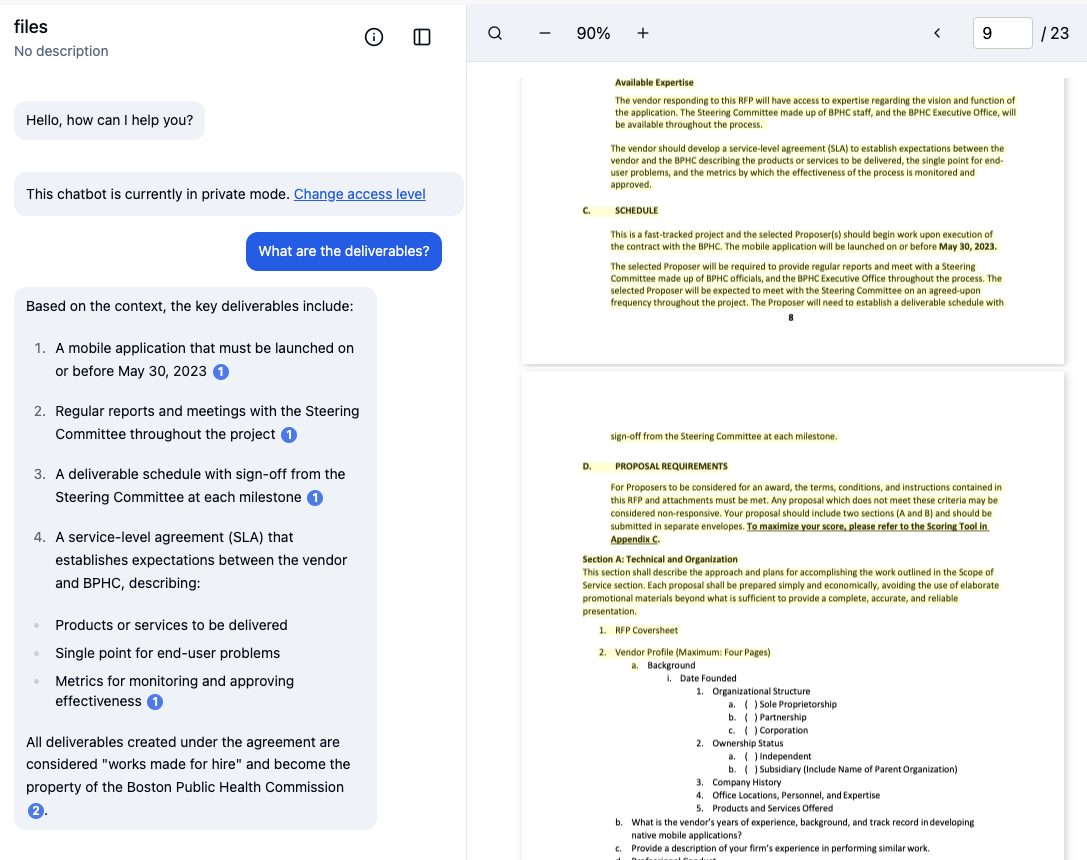 files
No description
Hello, how can I help you?
This chatbot is currently in private mode. Change access level
What are the deliverables?
Based on the context, the key deliverables include:
1. A mobile application that must be launched on
or before May 30, 2023 1
2. Regular reports and meetings with the Steering
Committee throughout the project 1
3. A deliverable schedule with sign-off from the
Steering Committee at each milestone 1
4. A service-level agreement (SLA) that
establishes expectations between the vendor
and BPHC, describing:
Products or services to be delivered
Single point for end-user problems
Metrics for monitoring and approving
effectiveness 1
All deliverables created under the agreement are
considered "works made for hire" and become the
property of the Boston Public Health Commission
2.
90%
9 / 23
Available Expertise
The vendor responding to this RFP will have access to expertise regarding the vision and function of
the application. The Steering Committee made up of BPHC staff, and the BPHC Executive Office, will
be available throughout the process.
The vendor should develop a service-level agreement (SLA) to establish expectations between the
vendor and the BPHC describing the products or services to be delivered, the single point for end-
user problems, and the metrics by which the effectiveness of the process is monitored and
approved.
C. SCHEDULE
This is a fast-tracked project and the selected Proposer(s) should begin work upon execution of
the contract with the BPHC. The mobile application will be launched on or before May 30, 2023.
The selected Proposer will be required to provide regular reports and meet with a Steering
Committee made up of BPHC officials, and the BPHC Executive Office throughout the process. The
selected Proposer will be expected to meet with the Steering Committee on an agreed-upon
frequency throughout the project. The Proposer will need to establish a deliverable schedule with
8
sign-off from the Steering Committee at each milestone.
D. PROPOSAL REQUIREMENTS
For Proposers to be considered for an award, the terms, conditions, and instructions contained in
this RFP and attachments must be met. Any proposal which does not meet these criteria may be
considered non-responsive. Your proposal should include two sections (A and B) and should be
submitted in separate envelopes. To maximize your score, please refer to the Scoring Tool in
Appendix C.
Section A: Technical and Organization
This section shall describe the approach and plans for accomplishing the work outlined in the Scope of
Service section. Each proposal shall be prepared simply and economically, avoiding the use of elaborate
promotional materials beyond what is sufficient to provide a complete, accurate, and reliable
presentation.
1. RFP Coversheet
2. Vendor Profile (Maximum: Four Pages)
a. Background
i. Date Founded
1. Organizational Structure
a. ( ) Sole Proprietorship
b. ( ) Partnership
c. ( ) Corporation
2. Ownership Status
a. ( ) Independent
b. ( ) Subsidiary (Include Name of Parent Organization)
3. Company History
4. Office Locations, Personnel, and Expertise
5. Products and Services Offered
b. What is the vendor's years of experience, background, and track record in developing
native mobile applications?
c. Provide a description of your firm's experience in performing similar work.
d. Professional Conduct